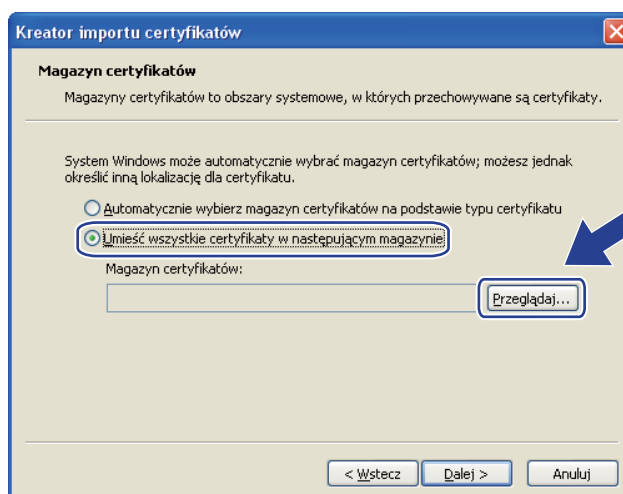 Kreator importu certyfikatów
Magazyn certyfikatów
Magazyny certyfikatów to obszary systemowe, w których przechowywane są certyfikaty.
System Windows może automatycznie wybrać magazyn certyfikatów; możesz jednak
określić inną lokalizację dla certyfikatu.
Automatycznie wybierz magazyn certyfikatów na podstawie typu certyfikatu
Umieść wszystkie certyfikaty w następującym magazynie
Magazyn certyfikatów:
Przeglądaj...
< Wstecz Dalej > Anuluj